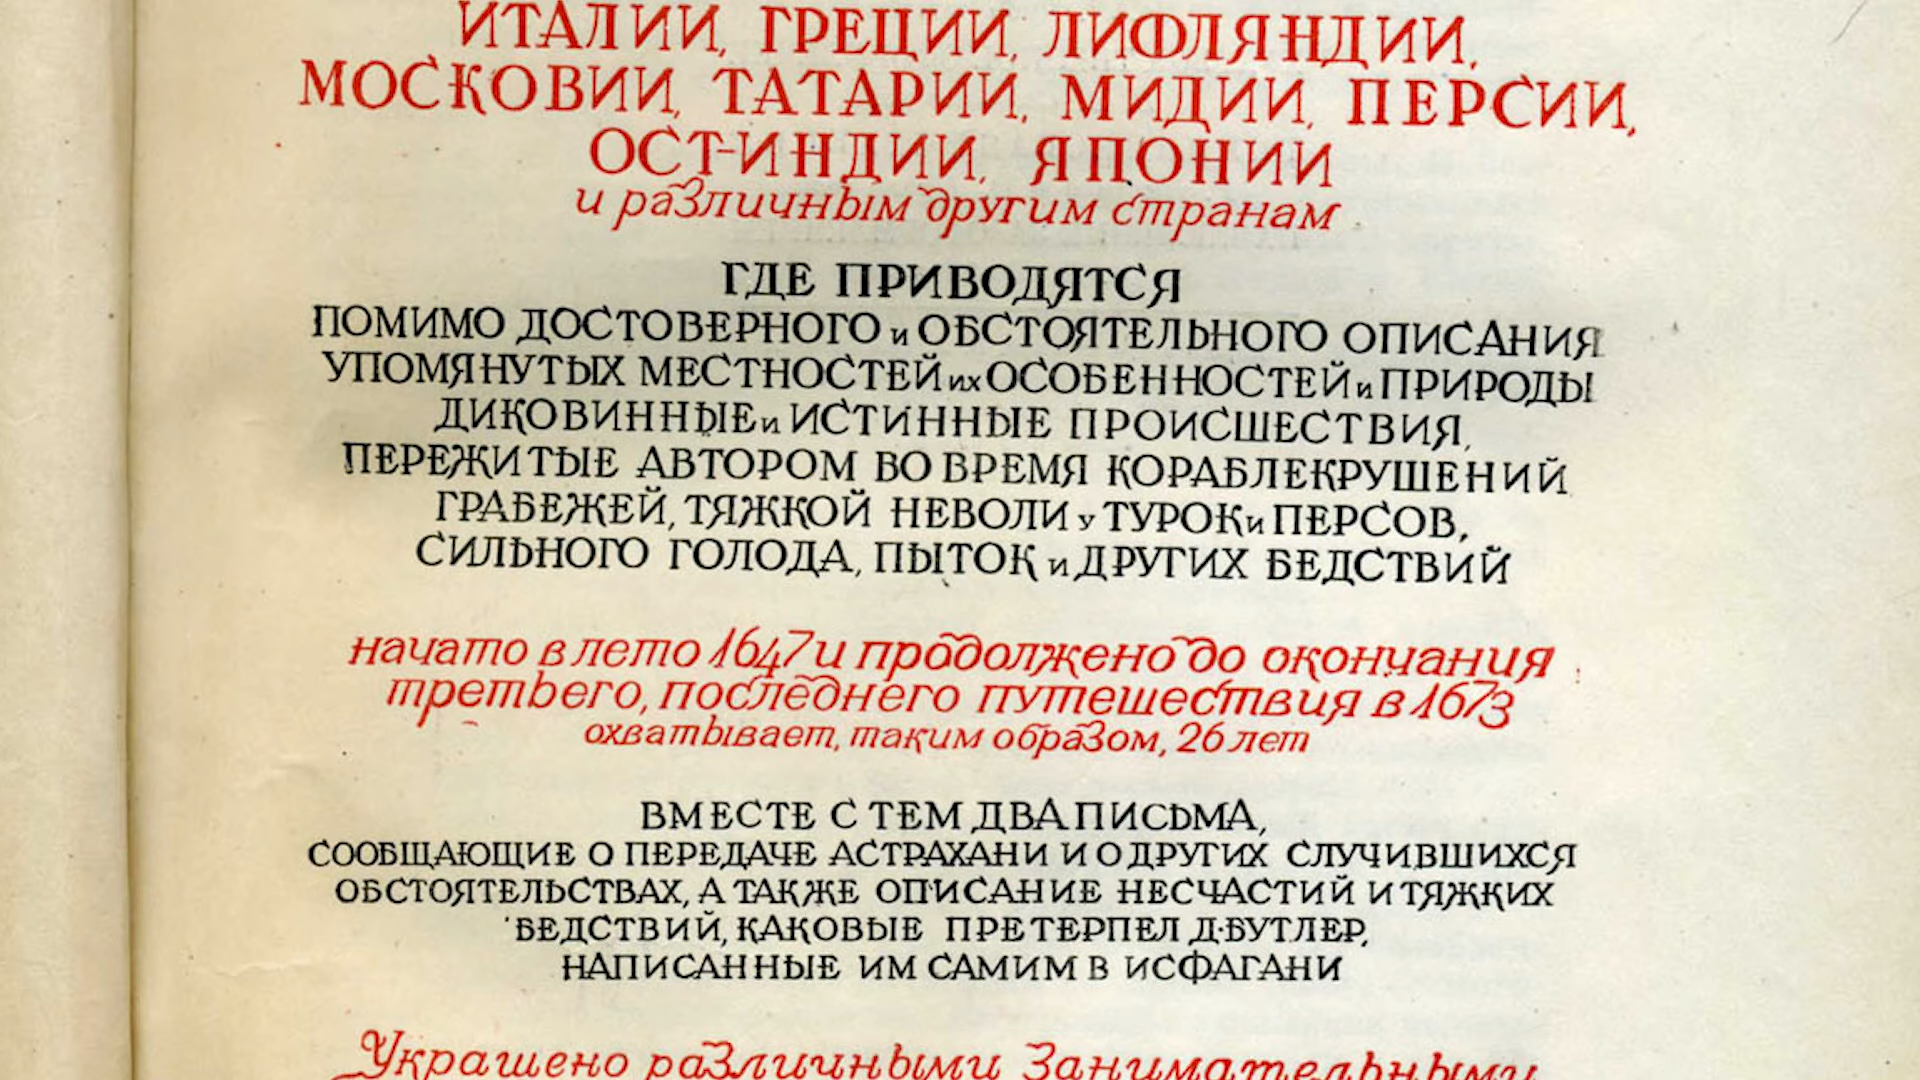 ИТАЛИИ, ГРЕЦИИ, ЛИФЛЯНДИИ,
МОСКОВИИ, ТАТАРИИ, МИДИИ, ПЕРСИИ,
ОСТ-ИНДИИ, ЯПОНИИ
и различным другим странам
ГДЕ ПРИВОДЯТСЯ
ПОМИМО ДОСТОВЕРНОГО и ОБСТОЯТЕЛЬНОГО ОПИСАНИЯ
УПОМЯНУТЫХ МЕСТНОСТЕЙ их ОСОБЕННОСТЕЙ и ПРИРОДЫ
ДИКОВИННЫЕ и ИСТИННЫЕ ПРОИСШЕСТВИЯ,
ПЕРЕЖИТЫЕ АВТОРОМ ВО ВРЕМЯ КОРАБЛЕКРУШЕНИЙ
ГРАБЕЖЕЙ, ТЯЖКОЙ НЕВОЛИ у ТУРОК и ПЕРСОВ,
СИЛЬНОГО ГОЛОДА, ПЫТОК и ДРУГИХ БЕДСТВИЙ
начато в лето 1647 и продолжено до окончания
третьего, последнего путешествия в 1673
охватывает, таким образом, 26 лет
ВМЕСТЕ С ТЕМ ДВА ПИСЬМА,
СООБЩАЮЩИЕ О ПЕРЕДАЧЕ АСТРАХАНИ И О ДРУГИХ СЛУЧИВШИХСЯ
ОБСТОЯТЕЛЬСТВАХ, А ТАКЖЕ ОПИСАНИЕ НЕСЧАСТИЙ И ТЯЖКИХ
БЕДСТВИЙ, КАКОВЫЕ ПРЕТЕРПЕЛ Д·БУТЛЕР,
НАПИСАННЫЕ ИМ САМИМ В ИСФАГАНИ
Украшено различными занимательными